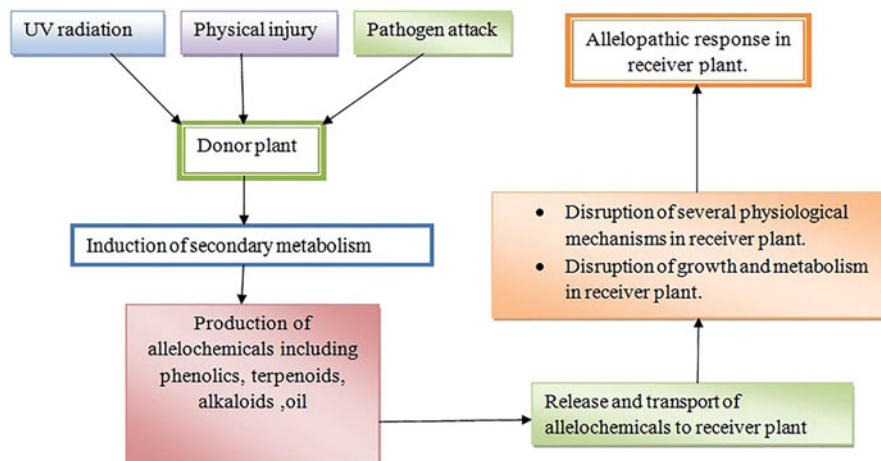 UV radiation
Physical injury
Pathogen attack
Donor plant
Induction of secondary metabolism
Production of
allelochemicals including
phenolics, terpenoids,
alkaloids ,oil
Release and transport of
allelochemicals to receiver plant
• Disruption of several physiological
mechanisms in receiver plant.
• Disruption of growth and metabolism
in receiver plant.
Allelopathic response in
receiver plant.